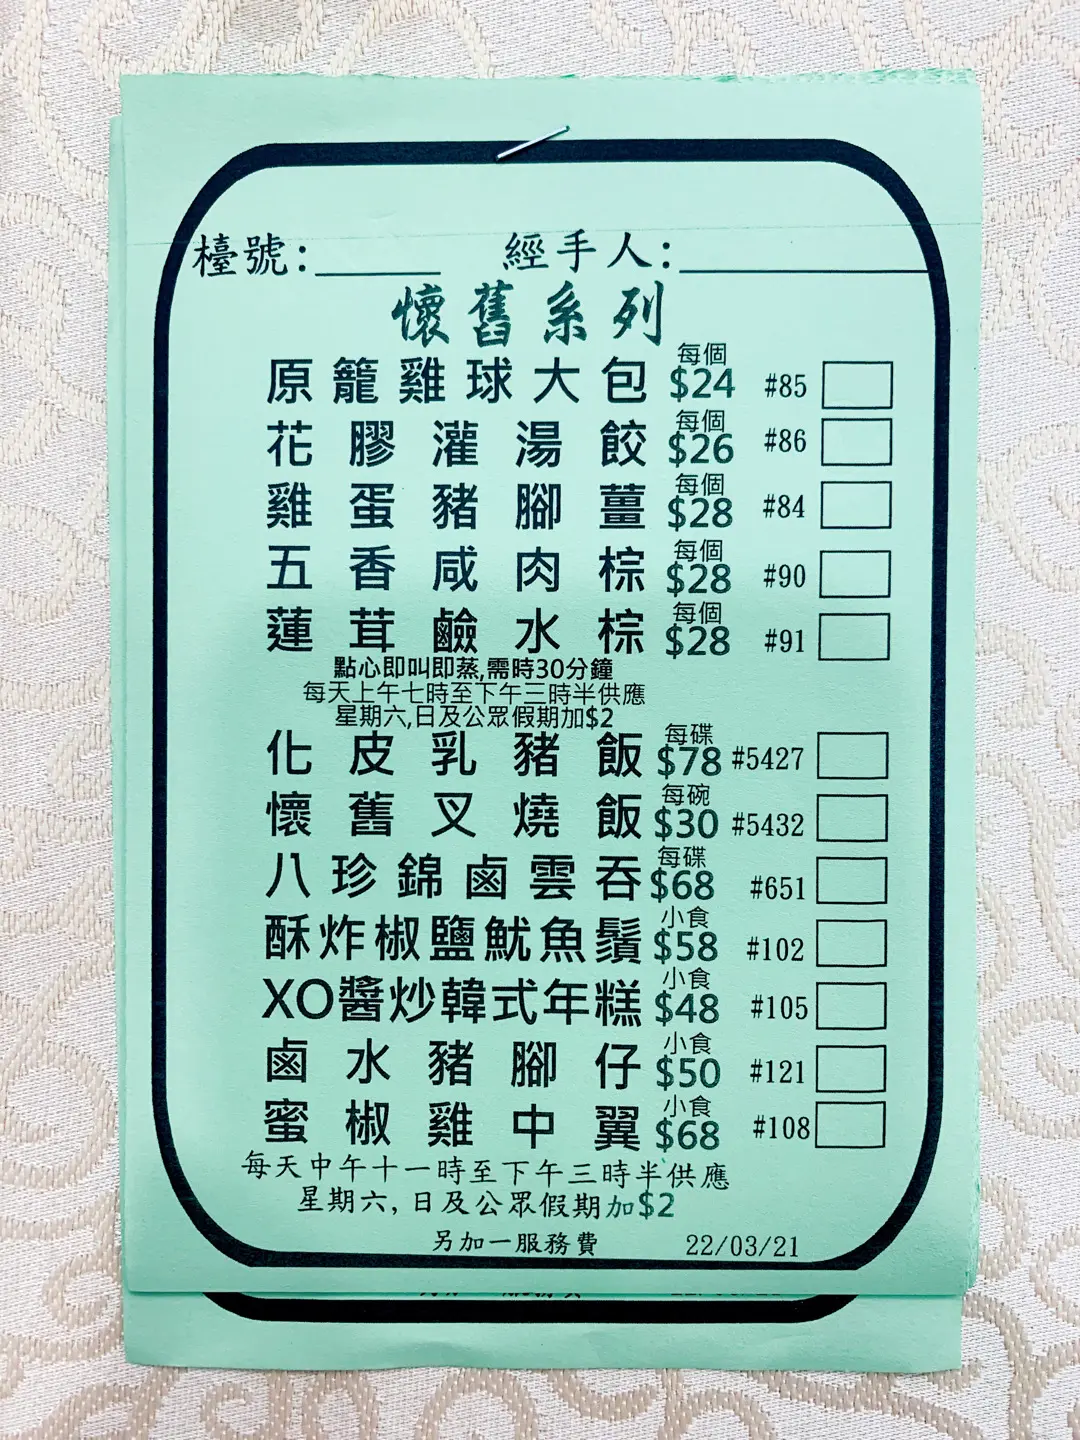 檯號:______ 經手人:____________
懷舊系列
原籠雞球大包 每個 $24 #85
花膠灌湯餃 每個 $26 #86
雞蛋豬腳薑 每個 $28 #84
五香咸肉棕 每個 $28 #90
蓮茸鹼水棕 每個 $28 #91
點心即叫即蒸,需時30分鐘
每天上午七時至下午三時半供應
星期六,日及公眾假期加$2
化皮乳豬飯 每碟 $78 #5427
懷舊叉燒飯 每碗 $30 #5432
八珍錦鹵雲吞 每碟 $68 #651
酥炸椒鹽魷魚鬚 小食 $58 #102
XO醬炒韓式年糕 小食 $48 #105
鹵水豬腳仔 小食 $50 #121
蜜椒雞中翼 小食 $68 #108
每天中午十一時至下午三時半供應
星期六,日及公眾假期加$2
另加一服務費 22/03/21